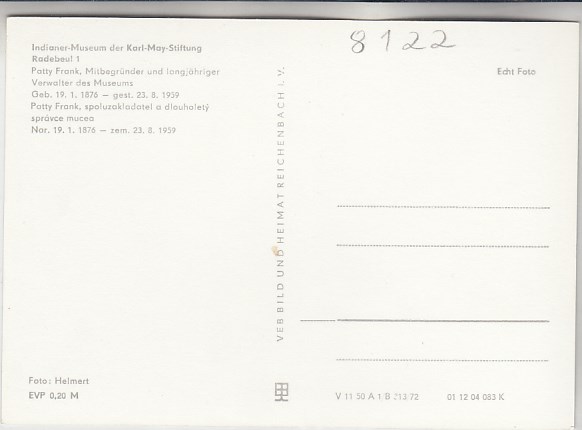 8122
Indianer-Museum der Karl-May-Stiftung
Radebeul 1
Patty Frank, Mitbegründer und langjähriger
Verwalter des Museums
Geb. 19. 1. 1876 — gest. 23. 8. 1959
Patty Frank, spoluzakladatel a dlouhaletý
správce mucea
Nar. 19. 1. 1876 — zem. 23. 8. 1959
Echt Foto
VEB BILD UND HEIMAT REICHENBACH i. V.
Foto: Helmert
EVP 0,20 M
V 11 50 A 1 B 213/72 01 12 04 083 K